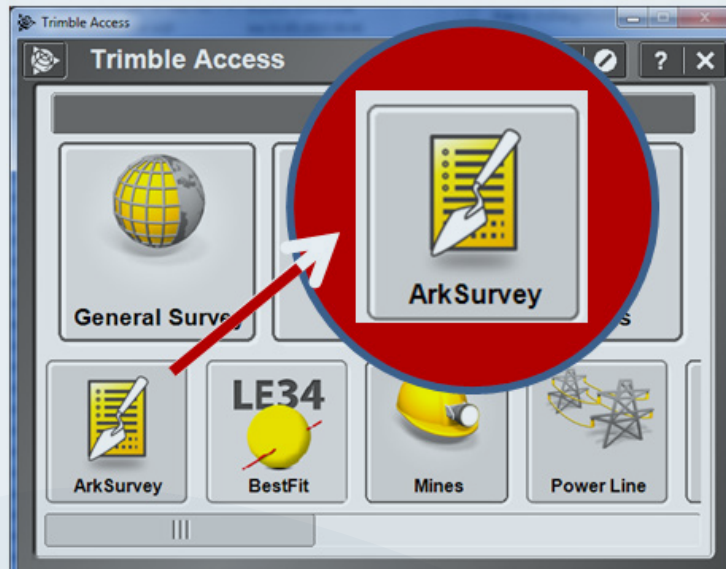 Trimble Access
Trimble Access
?
ArkSurvey
General Survey
s
ArkSurvey
LE34
BestFit
Mines
Power Line